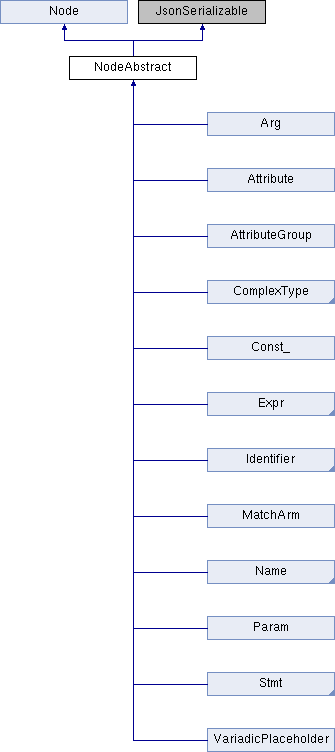 Node
JsonSerializable
NodeAbstract
Arg
Attribute
AttributeGroup
ComplexType
Const_
Expr
Identifier
MatchArm
Name
Param
Stmt
VariadicPlaceholder